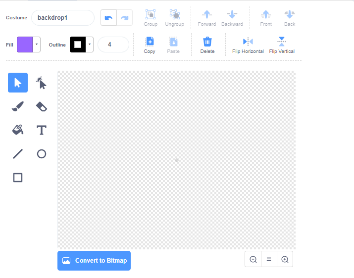 Costume backdrop1 Group Ungroup Forward Backward Front Back
Fill Outline 4 Copy Paste Delete Flip Horizontal Flip Vertical
T
Convert to Bitmap =